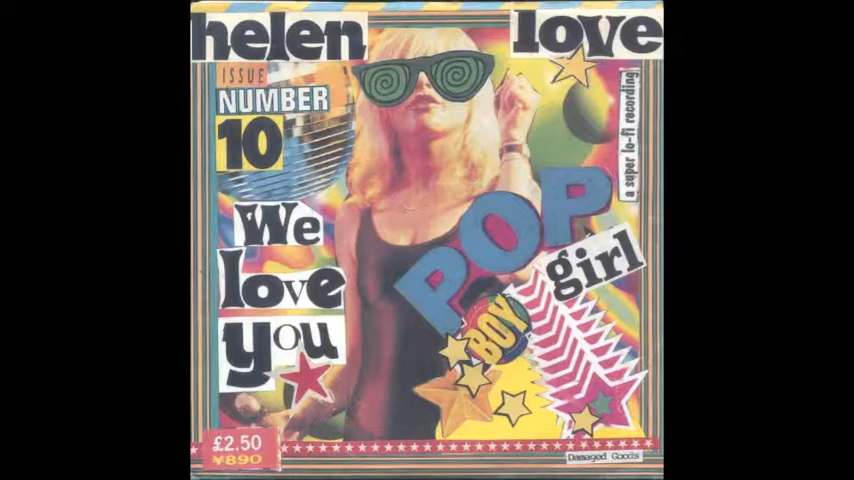 helen love
ISSUE
NUMBER
10
a super lo-fi recording
We
love
you
POP
girl
BOY
£2.50
¥890
Damaged Goods